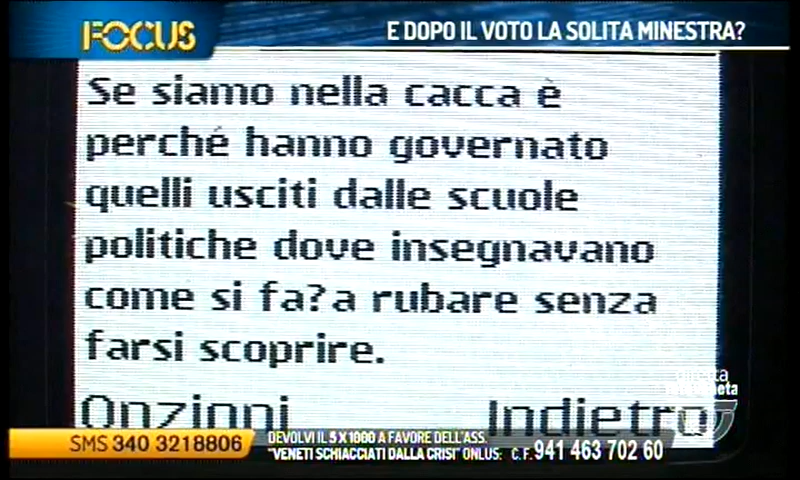 FOCUS
E DOPO IL VOTO LA SOLITA MINESTRA?
Se siamo nella cacca è
perché hanno governato
quelli usciti dalle scuole
politiche dove insegnavano
come si fa?a rubare senza
farsi scoprire.
Opzioni Indietro
SMS 340 3218806
DEVOLVI IL 5 X 1000 A FAVORE DELL'ASS.
"VENETI SCHIACCIATI DALLA CRISI" ONLUS: C.F. 941 463 702 60